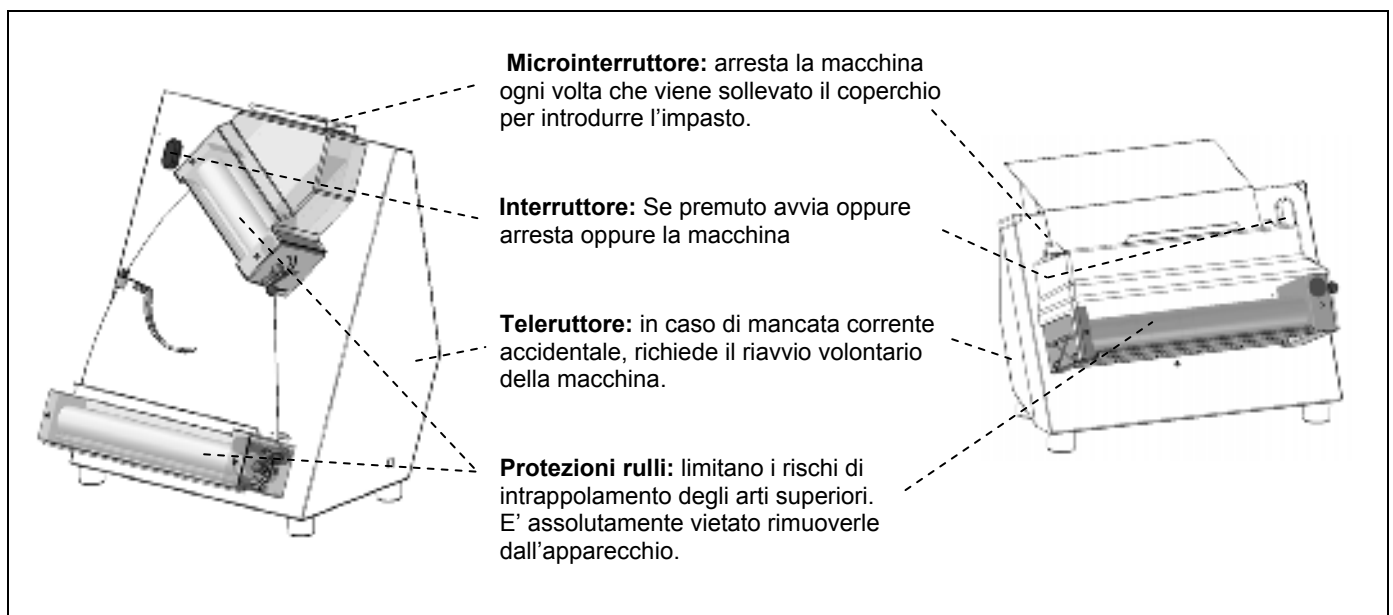 Microinterruttore: arresta la macchina
ogni volta che viene sollevato il coperchio
per introdurre l’impasto.
Interruttore: Se premuto avvia oppure
arresta oppure la macchina
Teleruttore: in caso di mancata corrente
accidentale, richiede il riavvio volontario
della macchina.
Protezioni rulli: limitano i rischi di
intrappolamento degli arti superiori.
E’ assolutamente vietato rimuoverle
dall’apparecchio.